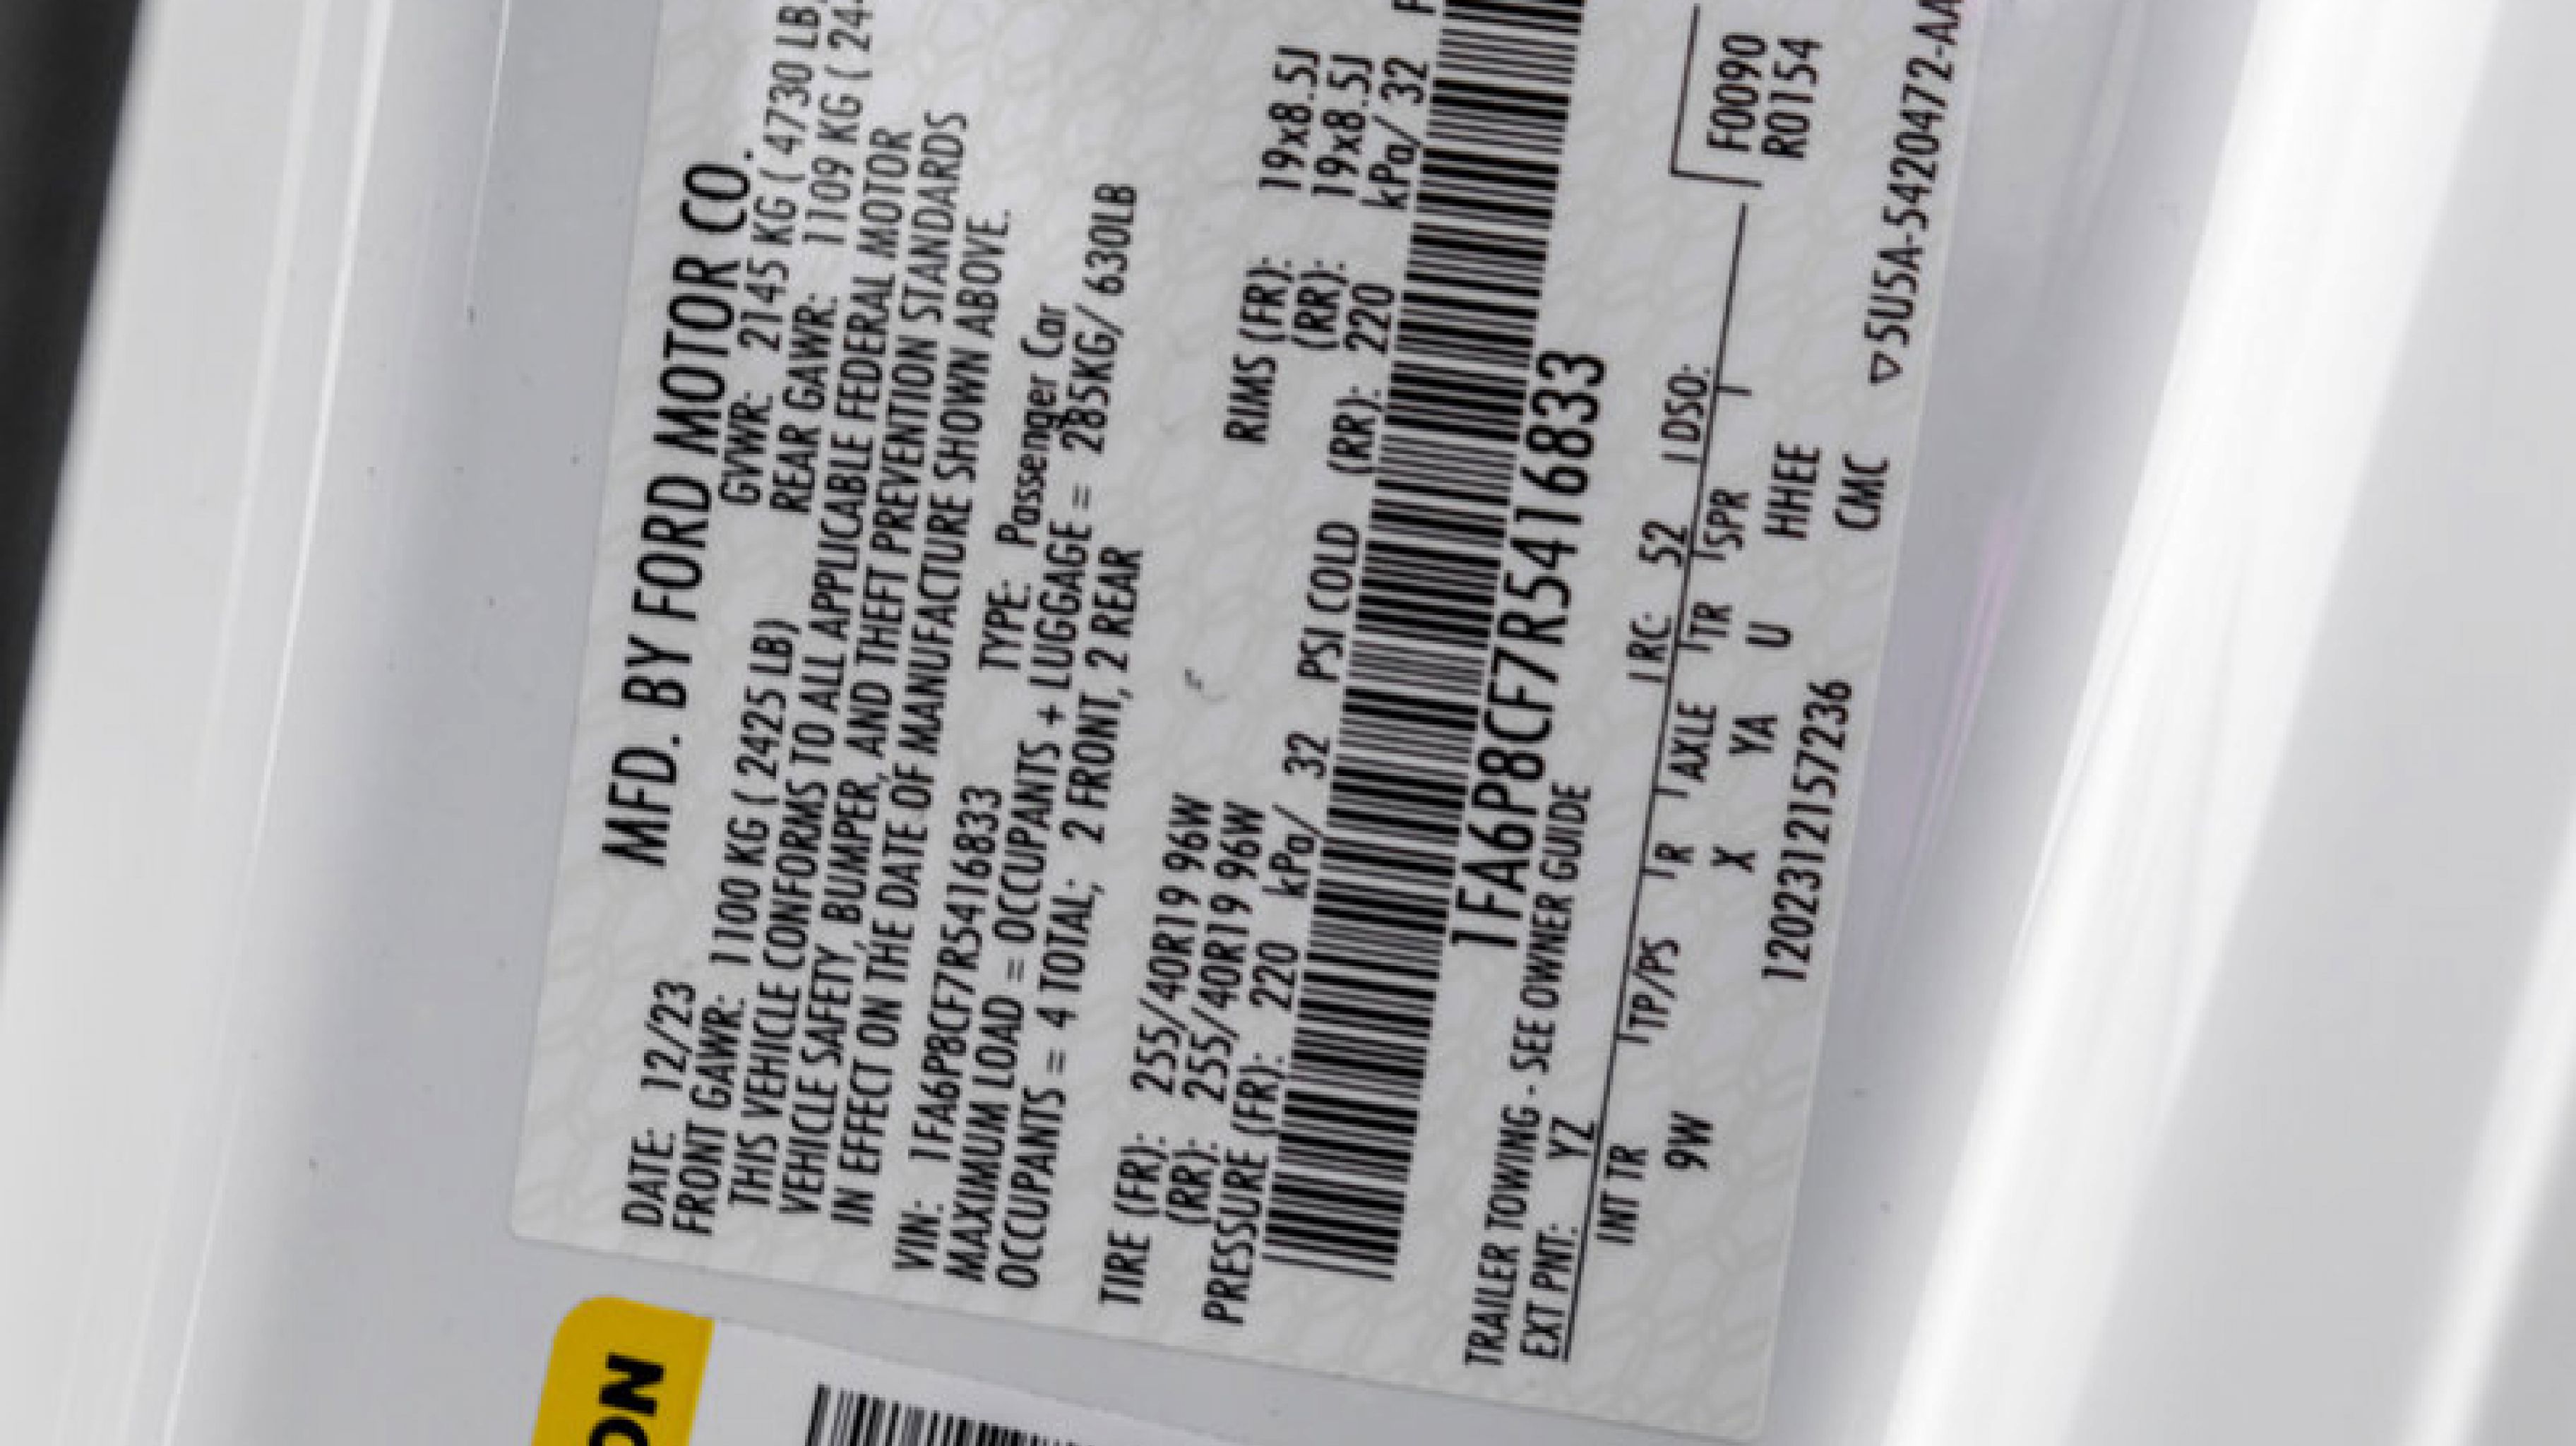 MFD. BY FORD MOTOR CO.
DATE: 12/23 GVWR: 2145 KG ( 4730 LB
FRONT GAWR: 1100 KG ( 2425 LB) REAR GAWR: 1109 KG ( 24
THIS VEHICLE CONFORMS TO ALL APPLICABLE FEDERAL MOTOR
VEHICLE SAFETY, BUMPER, AND THEFT PREVENTION STANDARDS
IN EFFECT ON THE DATE OF MANUFACTURE SHOWN ABOVE.
VIN: 1FA6P8CF7R5416833 TYPE: Passenger Car
MAXIMUM LOAD = OCCUPANTS + LUGGAGE = 285KG/ 630LB
OCCUPANTS = 4 TOTAL; 2 FRONT, 2 REAR
TIRE (FR): 255/40R19 96W RIMS (FR): 19x8.5J
(RR): 255/40R19 96W (RR): 19x8.5J
PRESSURE (FR): 220 kPa/ 32 PSI COLD (RR): 220 kPa/ 32
1FA6P8CF7R5416833
TRAILER TOWING - SEE OWNER GUIDE
EXT PNT: YZ RC: 52 DSO:
INT TR TP/PS R AXLE TR SPR F0090
9W X YA U HHEE R0154
120231215723​6 CMC ▽5U5A-5420472-AA
ON